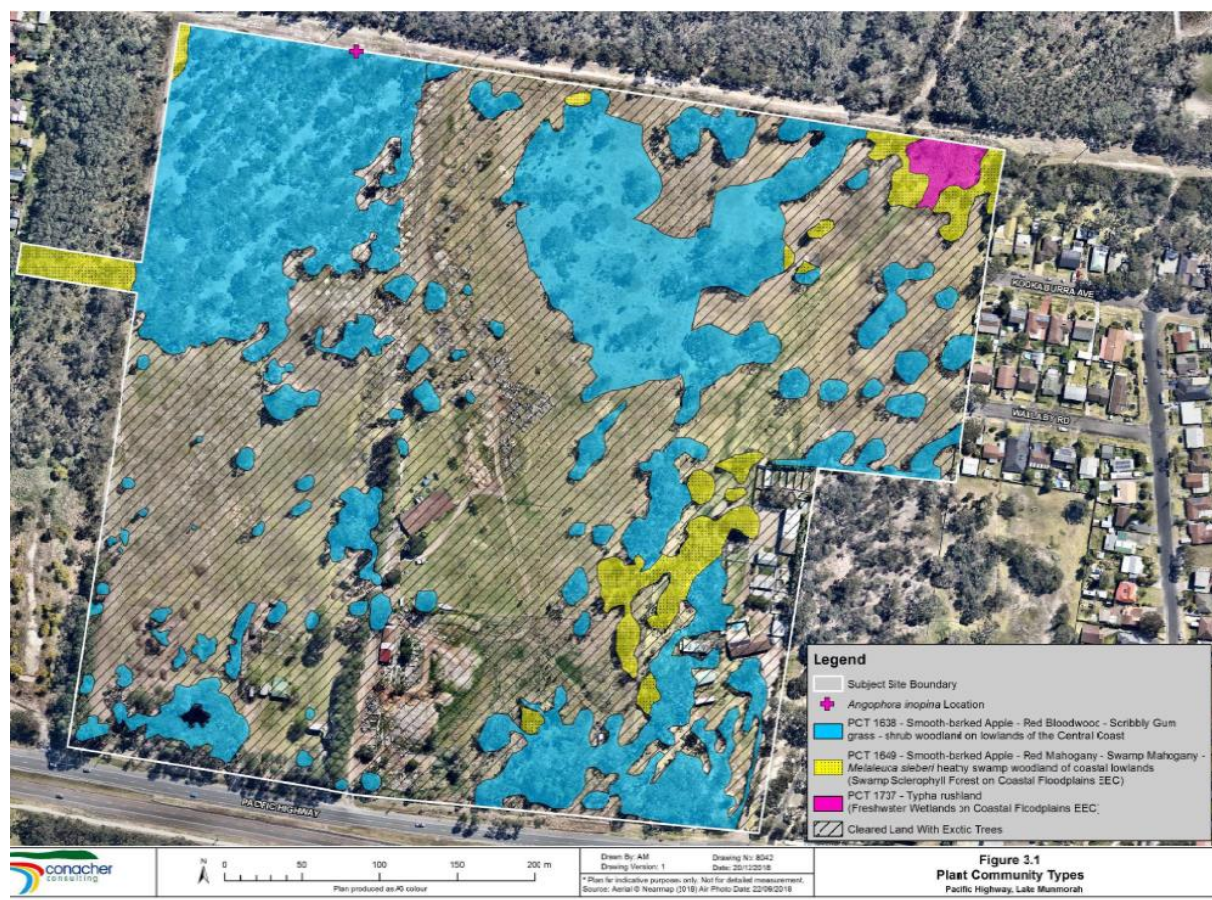 KOOKABURRA AVE
WALLABY RD
PACIFIC HIGHWAY
Legend
Subject Site Boundary
Angophora inopina Location
PCT 1638 - Smooth-barked Apple - Red Bloodwood - Scribbly Gum
grass - shrub woodland on lowlands of the Central Coast
PCT 1649 - Smooth-barked Apple - Red Mahogany - Swamp Mahogany -
Melaleuca sieberi heathy swamp woodland of coastal lowlands
(Swamp Sclerophyll Forest on Coastal Floodplains EEC)
PCT 1737 - Typha rushland
(Freshwater Wetlands on Coastal Floodplains EEC)
Cleared Land With Exotic Trees
conacher
consulting
N
0 50 100 150 200 m
Plan produced as A3 colour
Drawn By: AM Drawing No: 8042
Drawing Version: 1 Date: 20/12/2018
* Plan for indicative purposes only. Not for detailed measurement.
Source: Aerial © Nearmap (2018) Air Photo Date: 22/09/2018
Figure 3.1
Plant Community Types
Pacific Highway, Lake Munmorah